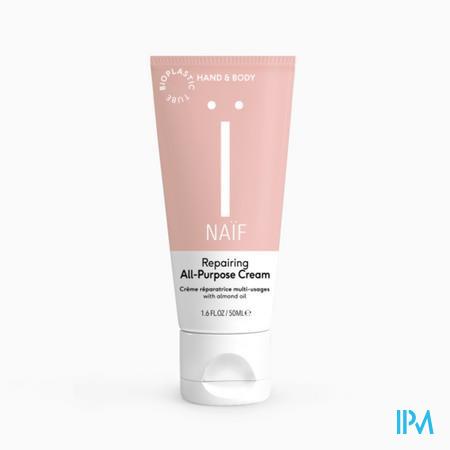 BIOPLASTIC TUBE
HAND & BODY
Ï
NAÏF
Repairing
All-Purpose Cream
Crème réparatrice multi-usages
with almond oil
1.6 FL OZ / 50ML℮
IPM